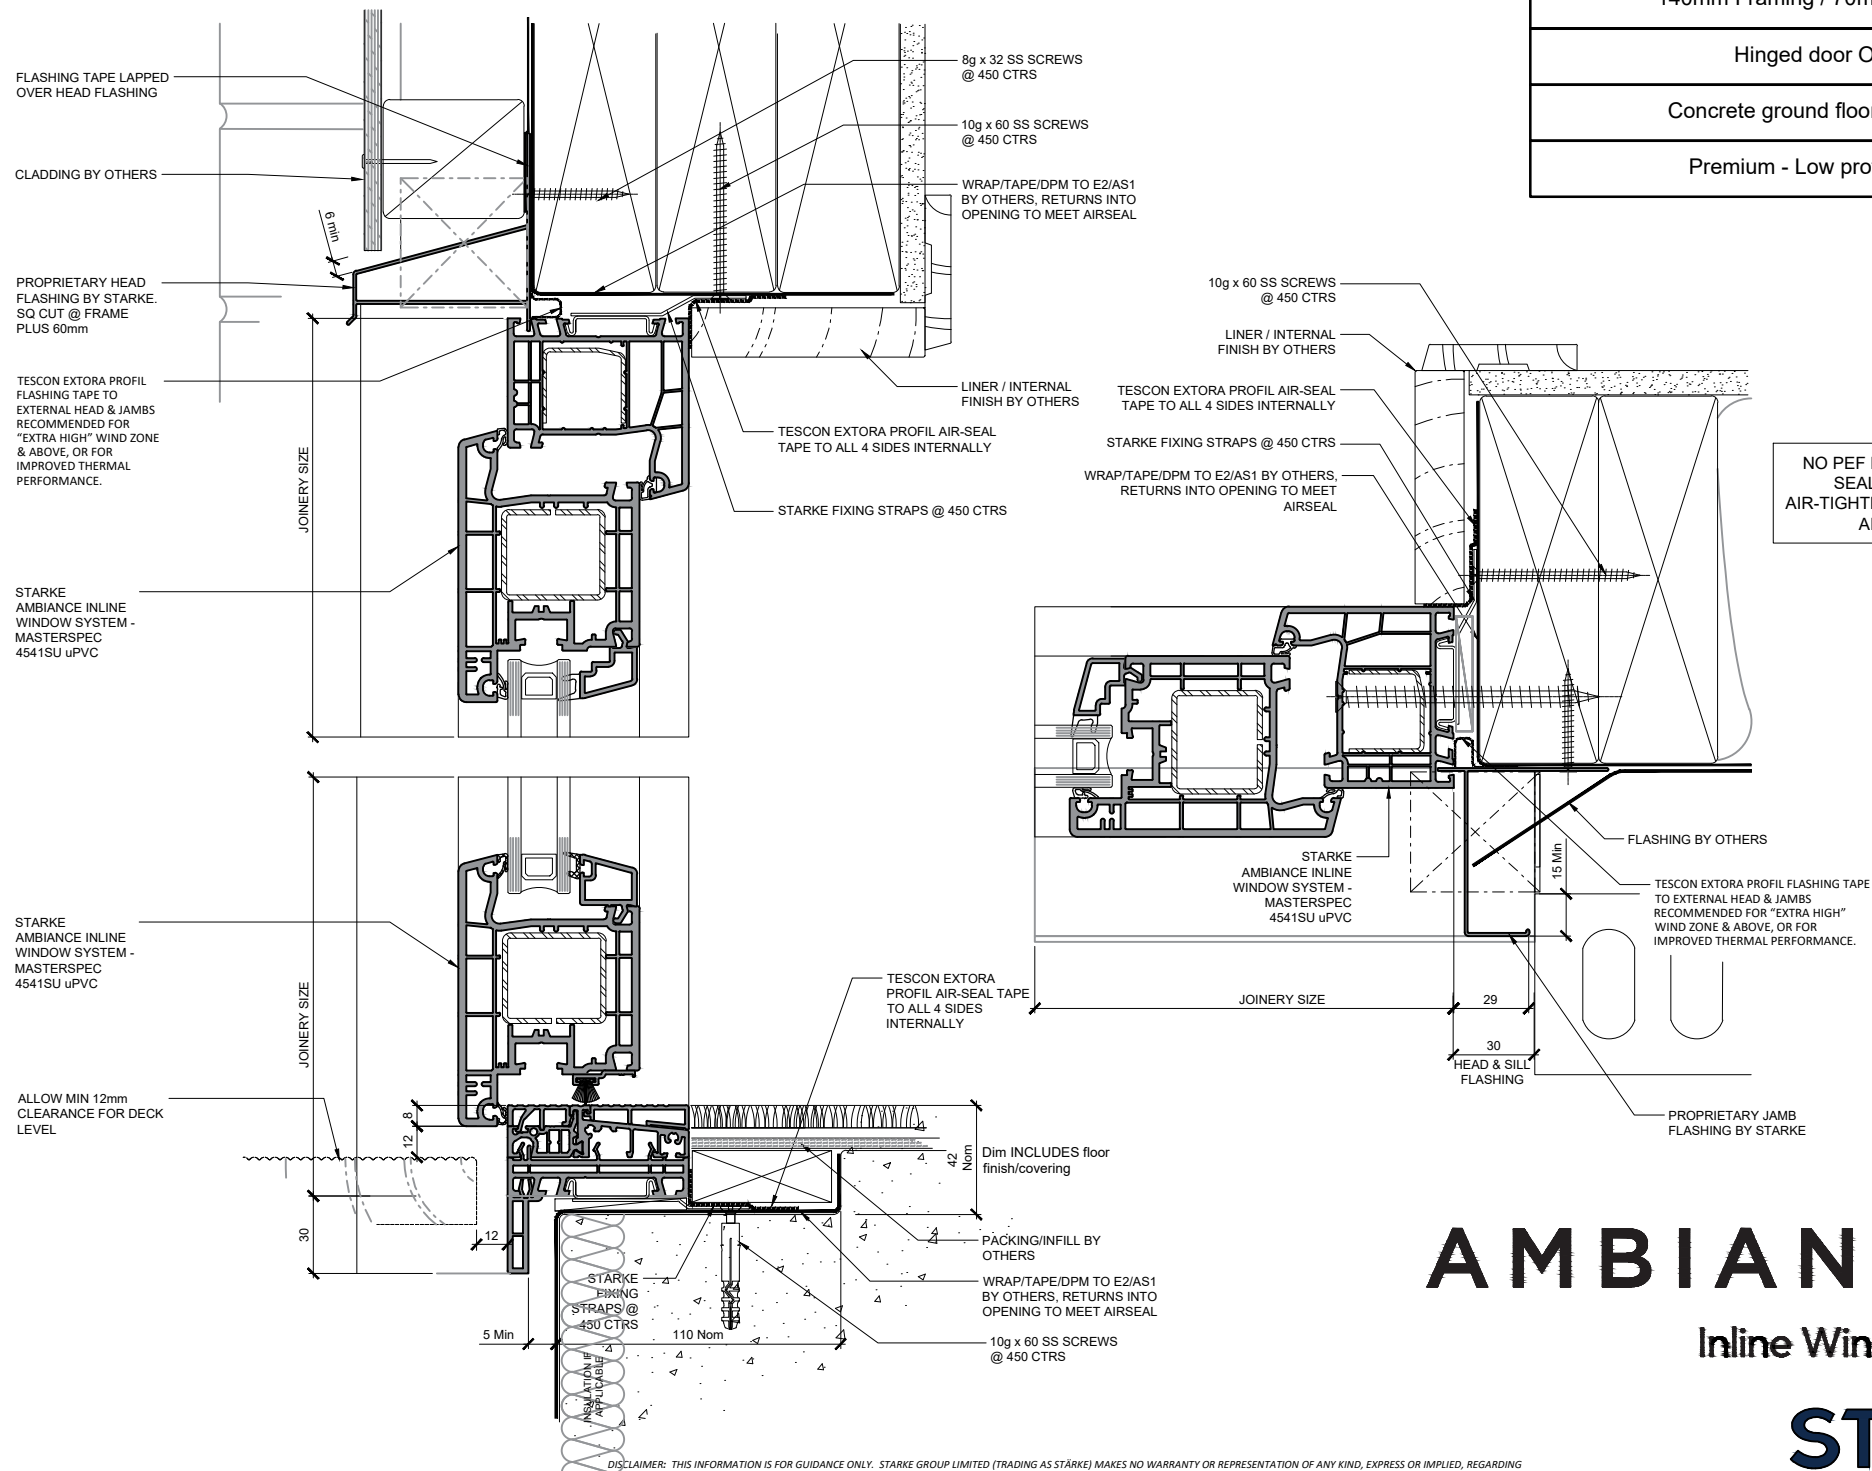 140mm Framing / 70m
Hinged door O
Concrete ground floor
Premium - Low pro
FLASHING TAPE LAPPED
OVER HEAD FLASHING
CLADDING BY OTHERS
6 min
PROPRIETARY HEAD
FLASHING BY STARKE.
SQ CUT @ FRAME
PLUS 60mm
TESCON EXTORA PROFIL
FLASHING TAPE TO
EXTERNAL HEAD & JAMBS
RECOMMENDED FOR
“EXTRA HIGH” WIND ZONE
& ABOVE, OR FOR
IMPROVED THERMAL
PERFORMANCE.
JOINERY SIZE
STARKE
AMBIANCE INLINE
WINDOW SYSTEM -
MASTERSPEC
4541SU uPVC
8g x 32 SS SCREWS
@ 450 CTRS
10g x 60 SS SCREWS
@ 450 CTRS
WRAP/TAPE/DPM TO E2/AS1
BY OTHERS, RETURNS INTO
OPENING TO MEET AIRSEAL
LINER / INTERNAL
FINISH BY OTHERS
TESCON EXTORA PROFIL AIR-SEAL
TAPE TO ALL 4 SIDES INTERNALLY
STARKE FIXING STRAPS @ 450 CTRS
10g x 60 SS SCREWS
@ 450 CTRS
LINER / INTERNAL
FINISH BY OTHERS
TESCON EXTORA PROFIL AIR-SEAL
TAPE TO ALL 4 SIDES INTERNALLY
STARKE FIXING STRAPS @ 450 CTRS
WRAP/TAPE/DPM TO E2/AS1 BY OTHERS,
RETURNS INTO OPENING TO MEET
AIRSEAL
NO PEF
SEAL
AIR-TIGHT
A
STARKE
AMBIANCE INLINE
WINDOW SYSTEM -
MASTERSPEC
4541SU uPVC
FLASHING BY OTHERS
15 Min
TESCON EXTORA PROFIL FLASHING TAPE
TO EXTERNAL HEAD & JAMBS
RECOMMENDED FOR “EXTRA HIGH”
WIND ZONE & ABOVE, OR FOR
IMPROVED THERMAL PERFORMANCE.
JOINERY SIZE
29
30
HEAD & SILL
FLASHING
PROPRIETARY JAMB
FLASHING BY STARKE
STARKE
AMBIANCE INLINE
WINDOW SYSTEM -
MASTERSPEC
4541SU uPVC
JOINERY SIZE
ALLOW MIN 12mm
CLEARANCE FOR DECK
LEVEL
8
12
30
12
TESCON EXTORA
PROFIL AIR-SEAL TAPE
TO ALL 4 SIDES
INTERNALLY
42
Nom
Dim INCLUDES floor
finish/covering
PACKING/INFILL BY
OTHERS
WRAP/TAPE/DPM TO E2/AS1
BY OTHERS, RETURNS INTO
OPENING TO MEET AIRSEAL
10g x 60 SS SCREWS
@ 450 CTRS
STARKE
FIXING
STRAPS @
450 CTRS
5 Min
110 Nom
INSULATION IF
APPLICABLE
AMBIAN
Inline Win
ST
DISCLAIMER: THIS INFORMATION IS FOR GUIDANCE ONLY. STARKE GROUP LIMITED (TRADING AS STÄRKE) MAKES NO WARRANTY OR REPRESENTATION OF ANY KIND, EXPRESS OR IMPLIED, REGARDING